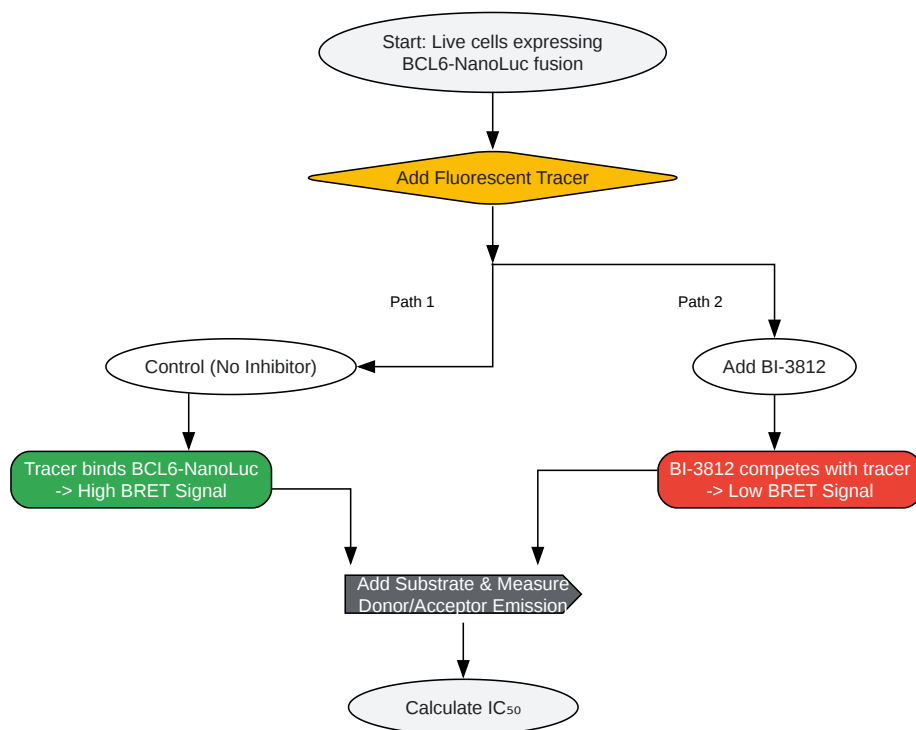 Start: Live cells expressing
BCL6-NanoLuc fusion
Add Fluorescent Tracer
Path 1
Path 2
Control (No Inhibitor)
Add BI-3812
Tracer binds BCL6-NanoLuc
-> High BRET Signal
BI-3812 competes with tracer
-> Low BRET Signal
Add Substrate & Measure
Donor/Acceptor Emission
Calculate IC₅₀